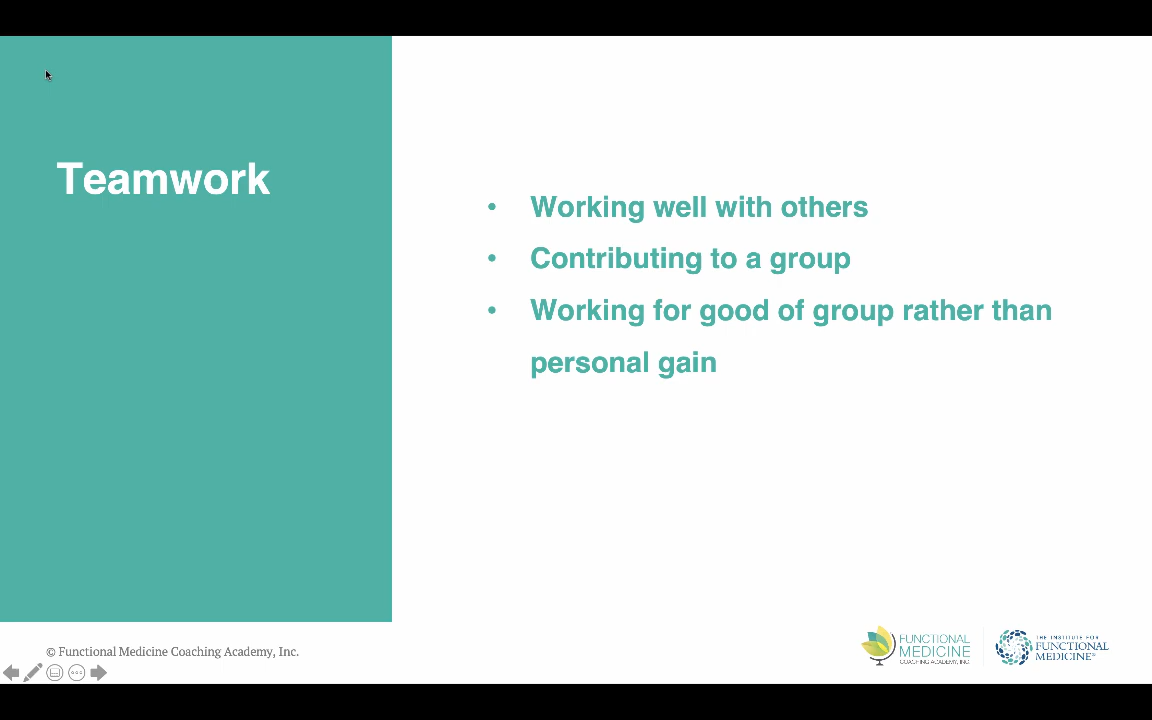 Teamwork
• Working well with others
• Contributing to a group
• Working for good of group rather than
personal gain
© Functional Medicine Coaching Academy, Inc.
FUNCTIONAL
MEDICINE
COACHING ACADEMY, INC.
THE INSTITUTE FOR
FUNCTIONAL
MEDICINE™